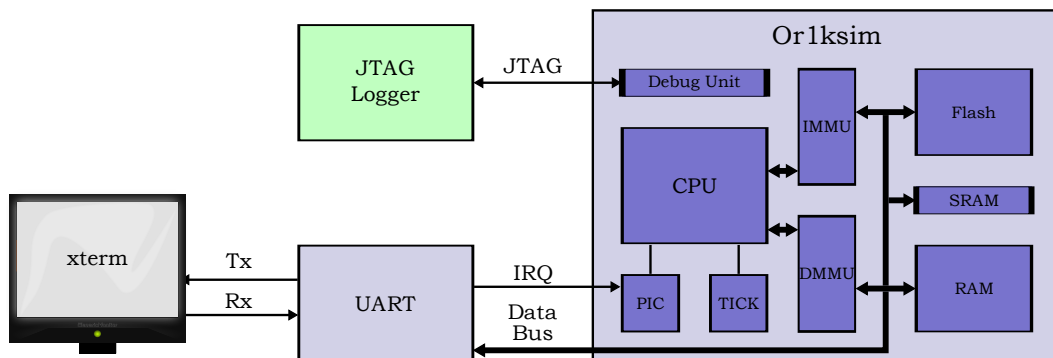 Or1ksim
JTAG
Logger
JTAG
Debug Unit
IMMU
Flash
CPU
SRAM
xterm
Tx
Rx
UART
IRQ
Data
Bus
PIC
TICK
DMMU
RAM